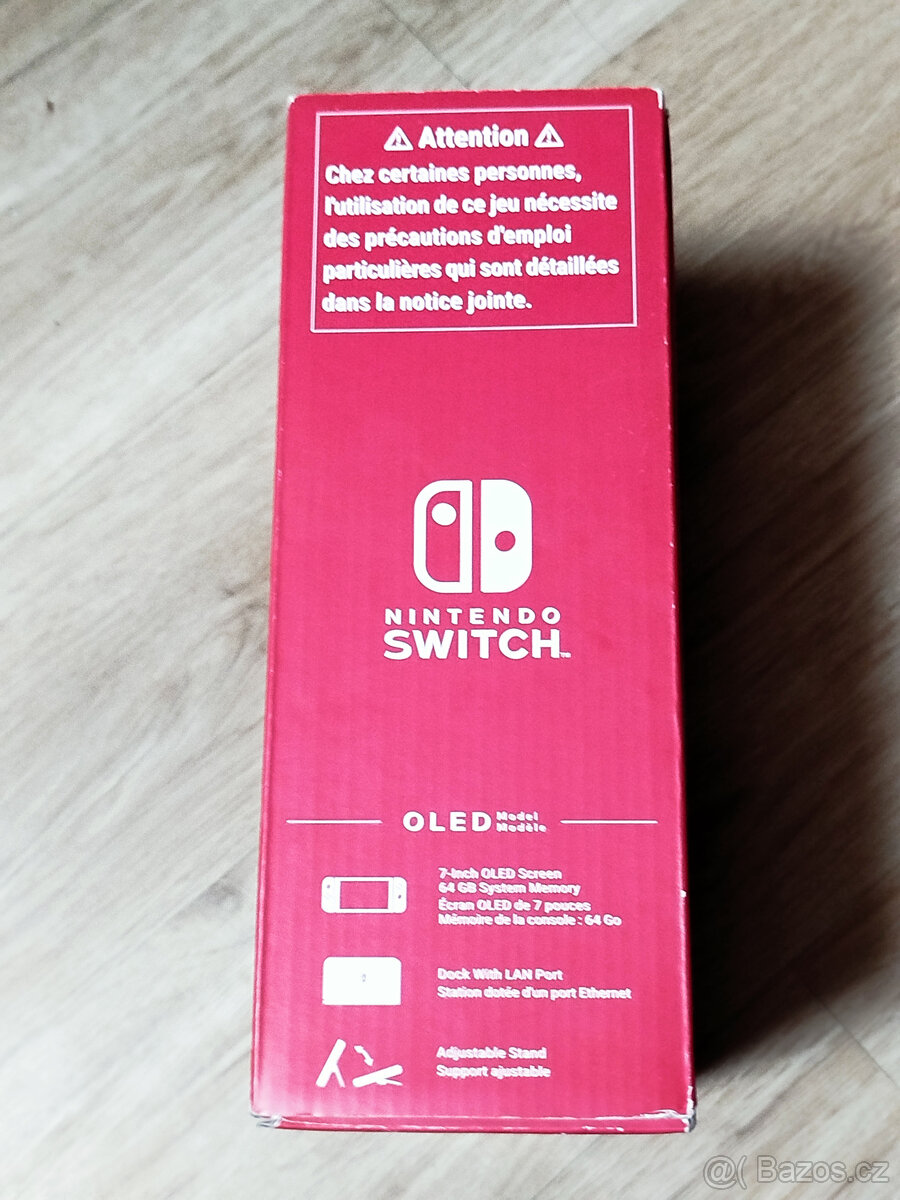 ⚠ Attention ⚠
Chez certaines personnes,
l'utilisation de ce jeu nécessite
des précautions d'emploi
particulières qui sont détaillées
dans la notice jointe.
NINTENDO
SWITCH™
OLED Model
Modèle
7-inch OLED Screen
64 GB System Memory
Écran OLED de 7 pouces
Mémoire de la console : 64 Go
Dock With LAN Port
Station dotée d'un port Ethernet
Adjustable Stand
Support ajustable
@( Bazos.cz